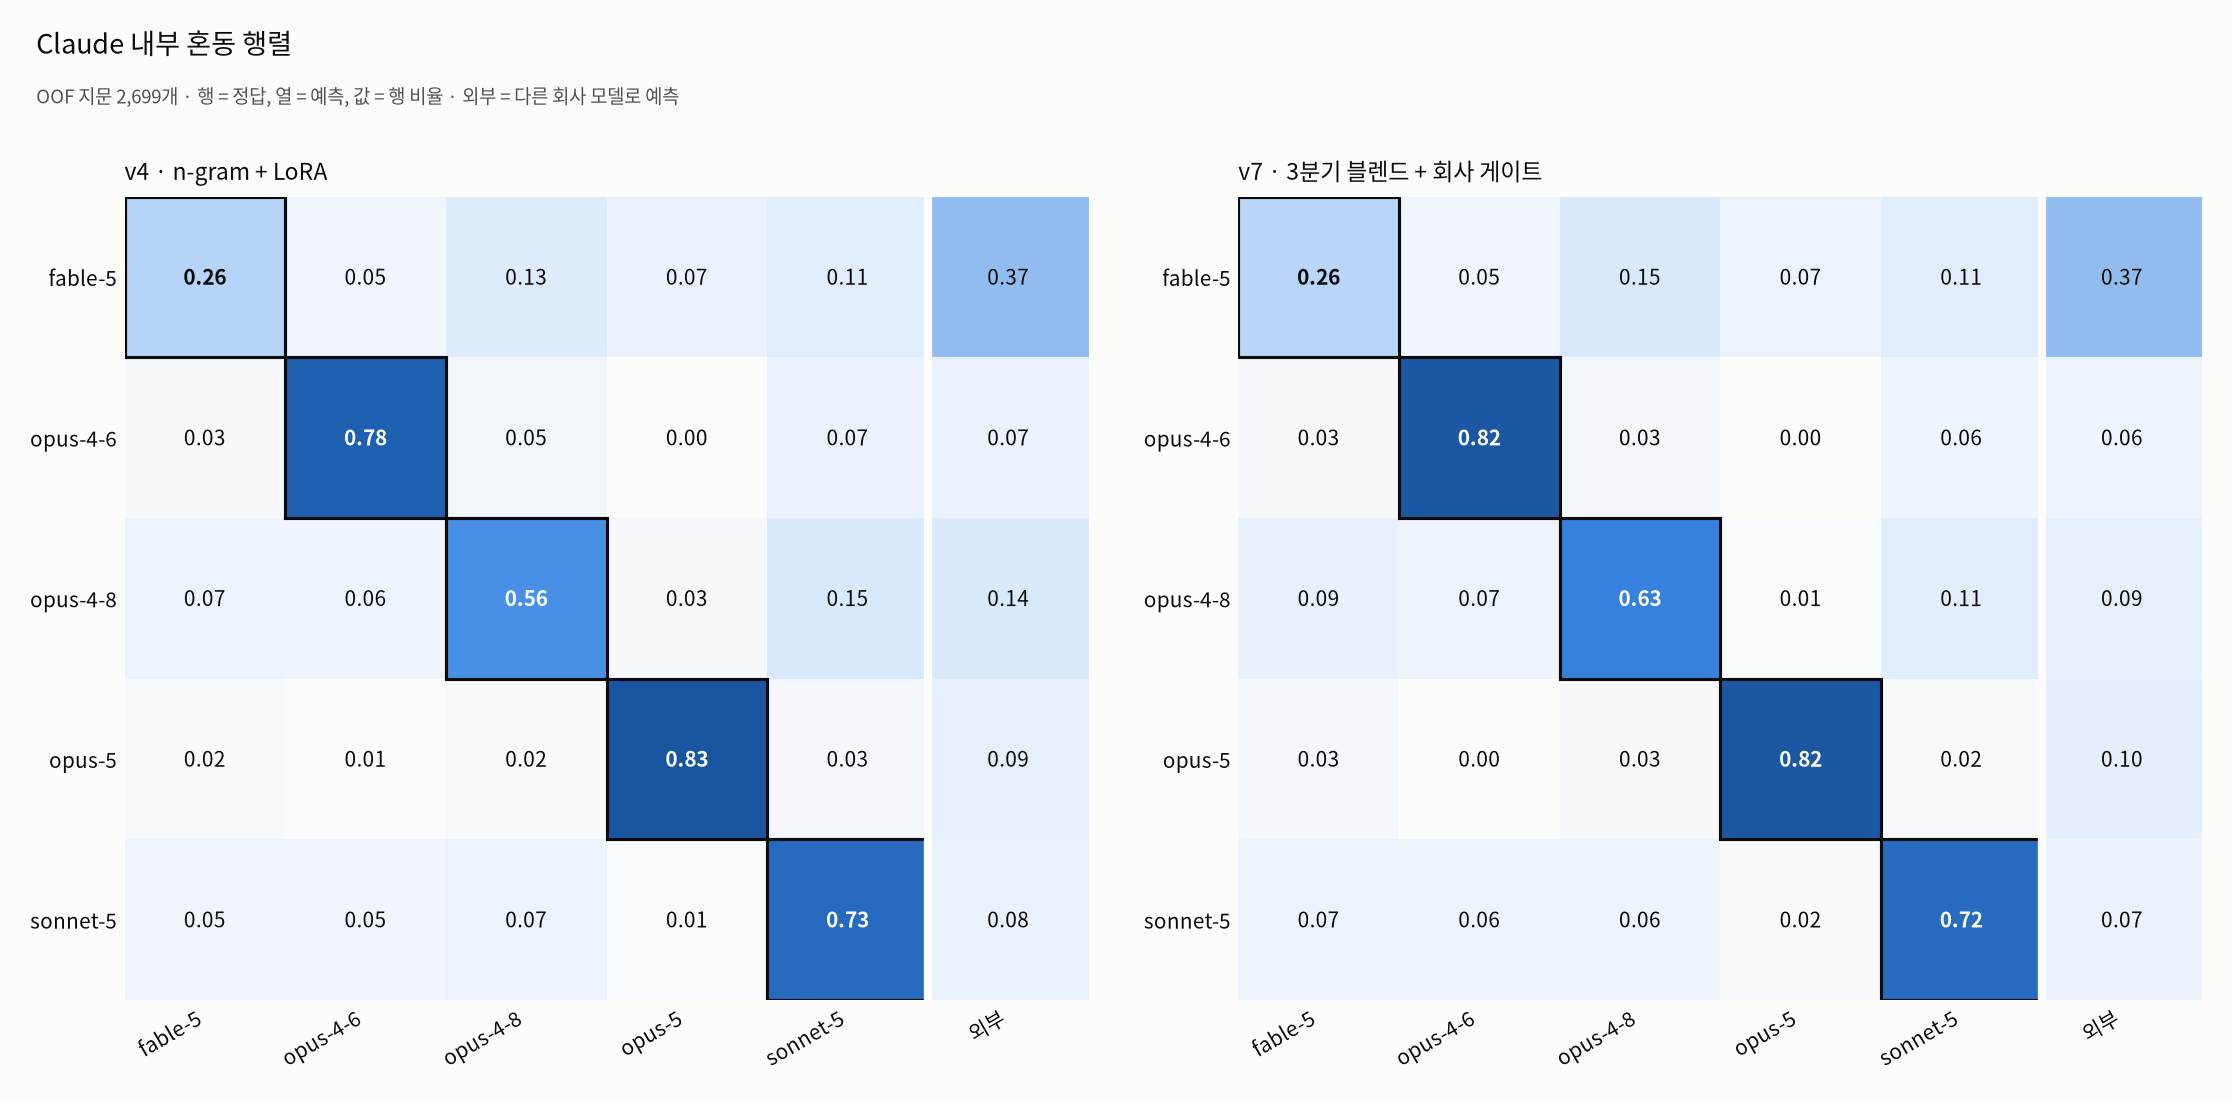 Claude 내부 혼동 행렬
OOF 지문 2,699개 · 행 = 정답, 열 = 예측, 값 = 행 비율 · 외부 = 다른 회사 모델로 예측
v4 · n-gram + LoRA
fable-5 0.26 0.05 0.13 0.07 0.11 0.37
opus-4-6 0.03 0.78 0.05 0.00 0.07 0.07
opus-4-8 0.07 0.06 0.56 0.03 0.15 0.14
opus-5 0.02 0.01 0.02 0.83 0.03 0.09
sonnet-5 0.05 0.05 0.07 0.01 0.73 0.08
fable-5 opus-4-6 opus-4-8 opus-5 sonnet-5 외부
v7 · 3분기 블렌드 + 회사 게이트
fable-5 0.26 0.05 0.15 0.07 0.11 0.37
opus-4-6 0.03 0.82 0.03 0.00 0.06 0.06
opus-4-8 0.09 0.07 0.63 0.01 0.11 0.09
opus-5 0.03 0.00 0.03 0.82 0.02 0.10
sonnet-5 0.07 0.06 0.06 0.02 0.72 0.07
fable-5 opus-4-6 opus-4-8 opus-5 sonnet-5 외부